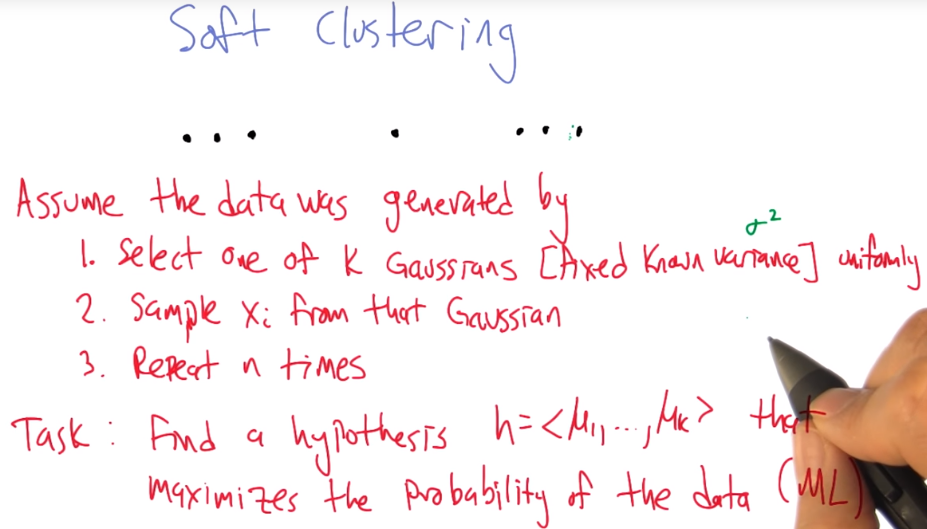 Soft Clustering
Assume the data was generated by
1. Select one of K Gaussians [Fixed Known variance] uniformly
σ²
2. Sample xᵢ from that Gaussian
3. Repeat n times
Task: Find a hypothesis h=<μ₁,...,μₖ> that
maximizes the probability of the data (ML)